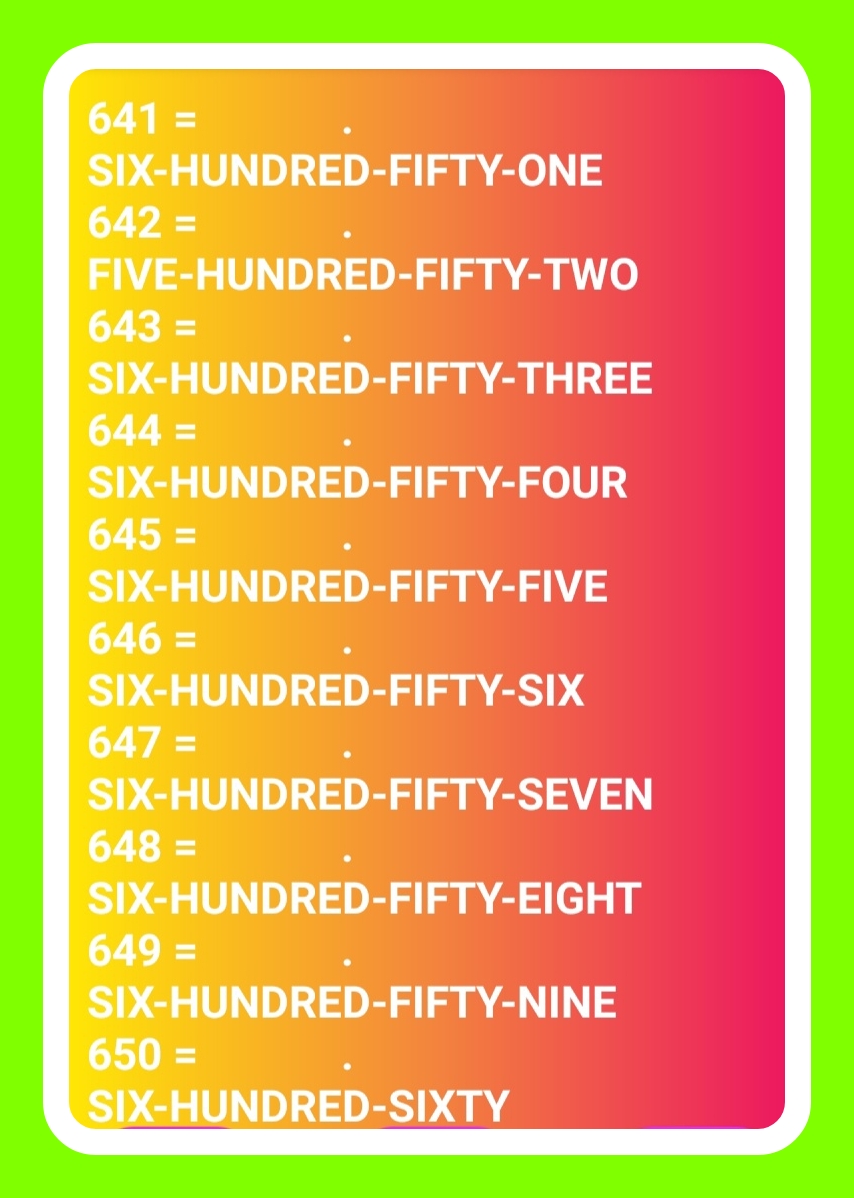 641 = .
SIX-HUNDRED-FIFTY-ONE
642 = .
FIVE-HUNDRED-FIFTY-TWO
643 = .
SIX-HUNDRED-FIFTY-THREE
644 = .
SIX-HUNDRED-FIFTY-FOUR
645 = .
SIX-HUNDRED-FIFTY-FIVE
646 = .
SIX-HUNDRED-FIFTY-SIX
647 = .
SIX-HUNDRED-FIFTY-SEVEN
648 = .
SIX-HUNDRED-FIFTY-EIGHT
649 = .
SIX-HUNDRED-FIFTY-NINE
650 = .
SIX-HUNDRED-SIXTY